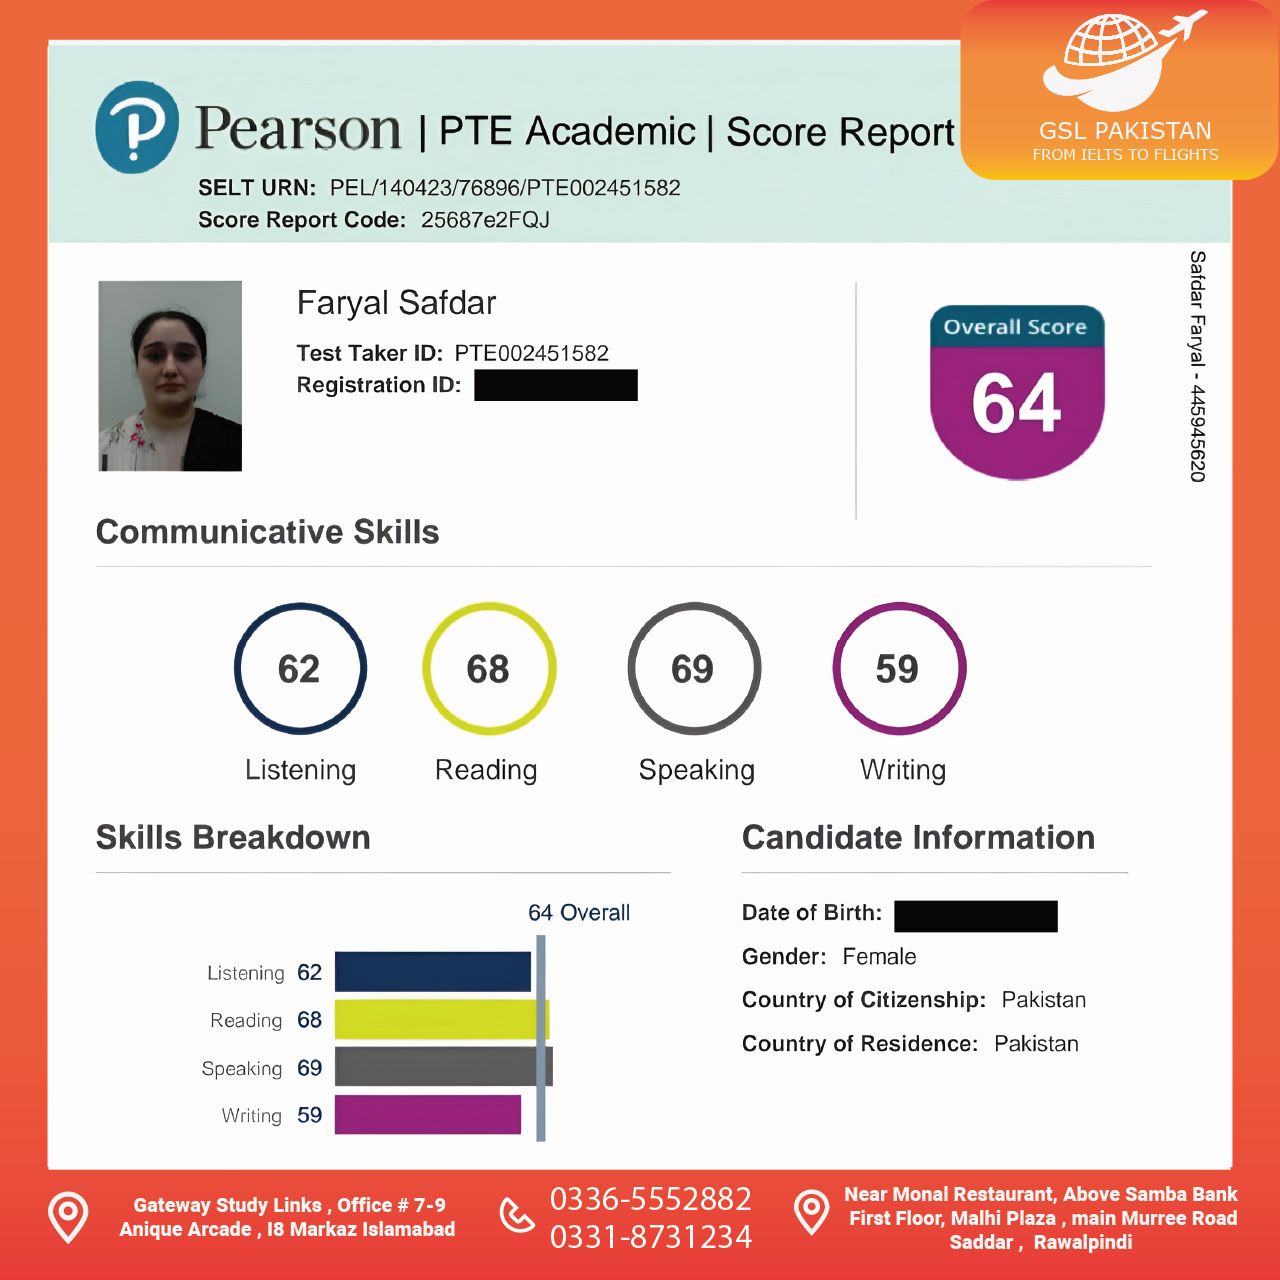 GSL PAKISTAN
FROM IELTS TO FLIGHTS
Pearson | PTE Academic | Score Report
SELT URN: PEL/140423/76896/PTE002451582
Score Report Code: 25687e2FQJ
Safdar Faryal - 445945620
Faryal Safdar
Test Taker ID: PTE002451582
Registration ID:
Overall Score
64
Communicative Skills
62 68 69 59
Listening Reading Speaking Writing
Skills Breakdown
64 Overall
Listening 62
Reading 68
Speaking 69
Writing 59
Candidate Information
Date of Birth:
Gender: Female
Country of Citizenship: Pakistan
Country of Residence: Pakistan
Gateway Study Links , Office # 7-9
Anique Arcade , I8 Markaz Islamabad
0336-5552882
0331-8731234
Near Monal Restaurant, Above Samba Bank
First Floor, Malhi Plaza , main Murree Road
Saddar , Rawalpindi